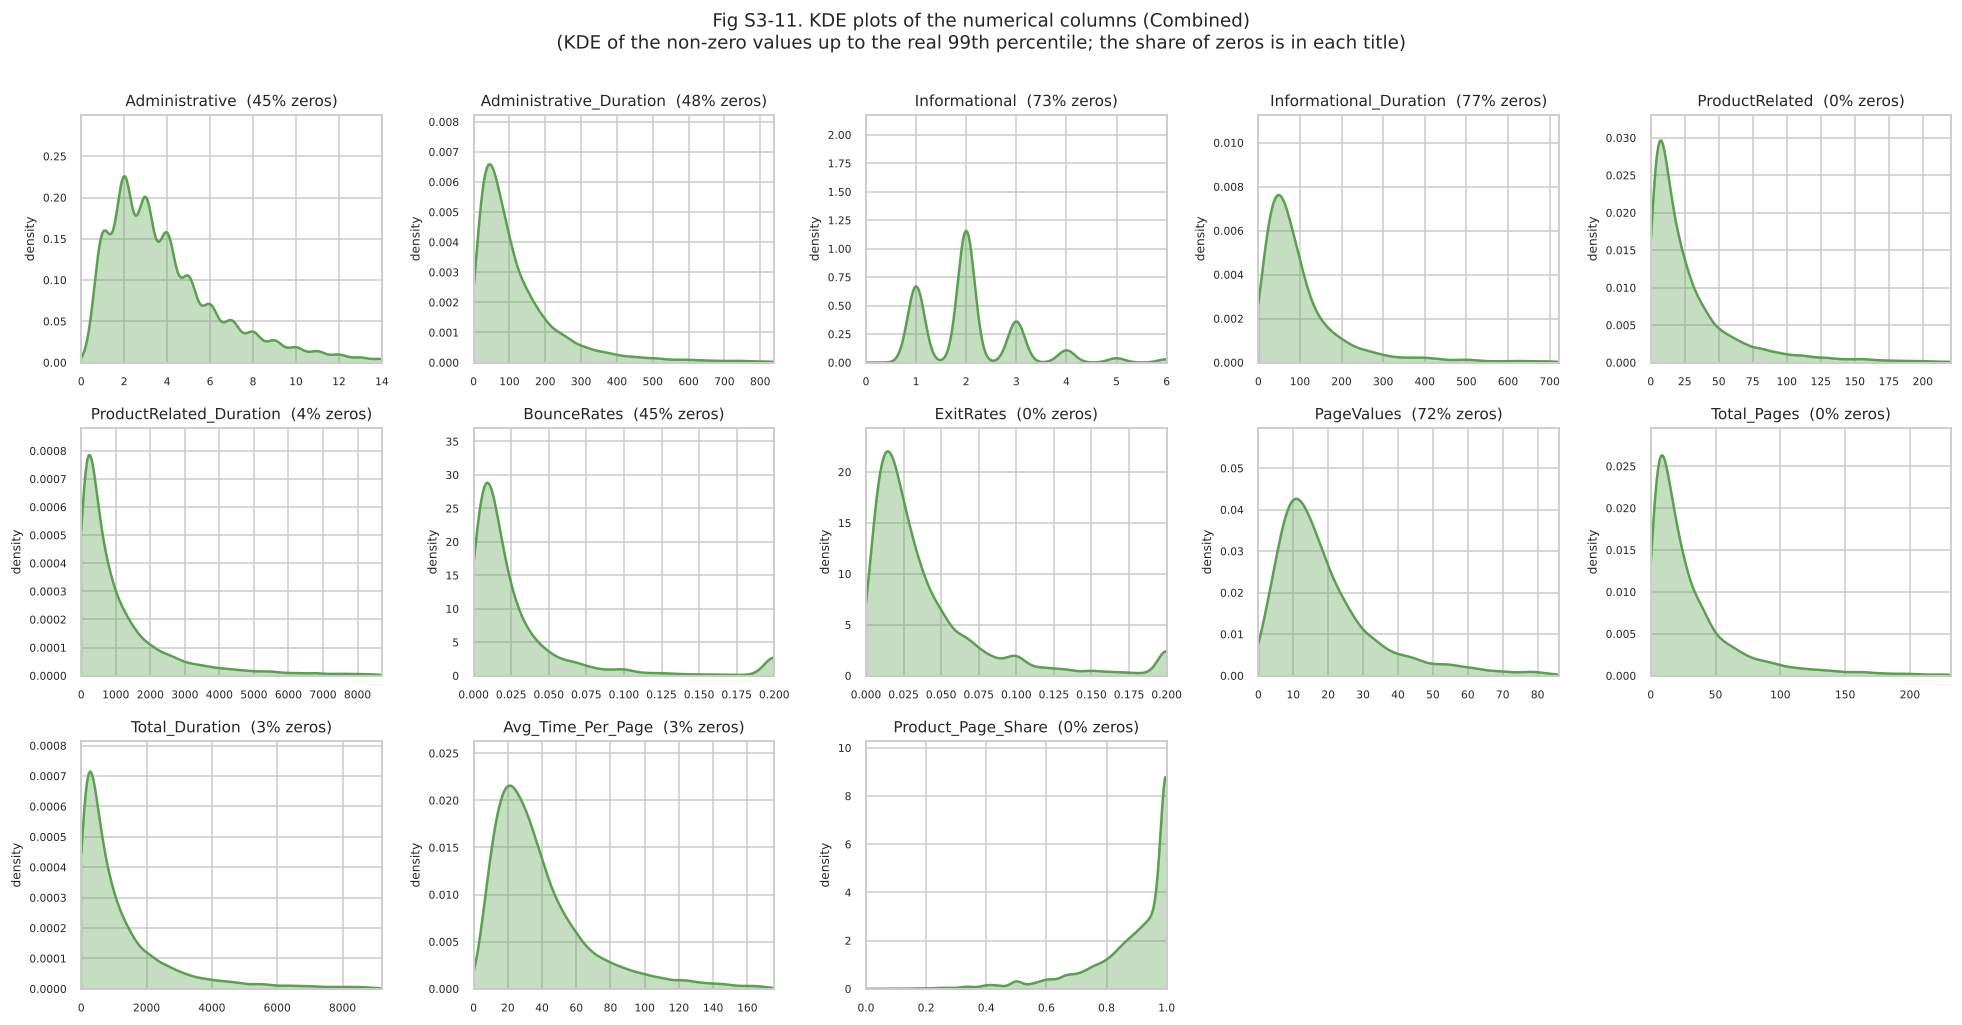 Fig S3-11. KDE plots of the numerical columns (Combined)
(KDE of the non-zero values up to the real 99th percentile; the share of zeros is in each title)
Administrative (45% zeros)
density
0.25
0.20
0.15
0.10
0.05
0.00
0 2 4 6 8 10 12 14
Administrative_Duration (48% zeros)
density
0.008
0.007
0.006
0.005
0.004
0.003
0.002
0.001
0.000
0 100 200 300 400 500 600 700 800
Informational (73% zeros)
density
2.00
1.75
1.50
1.25
1.00
0.75
0.50
0.25
0.00
0 1 2 3 4 5 6
Informational_Duration (77% zeros)
density
0.010
0.008
0.006
0.004
0.002
0.000
0 100 200 300 400 500 600 700
ProductRelated (0% zeros)
density
0.030
0.025
0.020
0.015
0.010
0.005
0.000
0 25 50 75 100 125 150 175 200
ProductRelated_Duration (4% zeros)
density
0.0008
0.0007
0.0006
0.0005
0.0004
0.0003
0.0002
0.0001
0.0000
0 1000 2000 3000 4000 5000 6000 7000 8000
BounceRates (45% zeros)
density
35
30
25
20
15
10
5
0
0.000 0.025 0.050 0.075 0.100 0.125 0.150 0.175 0.200
ExitRates (0% zeros)
density
20
15
10
5
0
0.000 0.025 0.050 0.075 0.100 0.125 0.150 0.175 0.200
PageValues (72% zeros)
density
0.05
0.04
0.03
0.02
0.01
0.00
0 10 20 30 40 50 60 70 80
Total_Pages (0% zeros)
density
0.025
0.020
0.015
0.010
0.005
0.000
0 50 100 150 200
Total_Duration (3% zeros)
density
0.0008
0.0007
0.0006
0.0005
0.0004
0.0003
0.0002
0.0001
0.0000
0 2000 4000 6000 8000
Avg_Time_Per_Page (3% zeros)
density
0.025
0.020
0.015
0.010
0.005
0.000
0 20 40 60 80 100 120 140 160
Product_Page_Share (0% zeros)
density
10
8
6
4
2
0
0.0 0.2 0.4 0.6 0.8 1.0